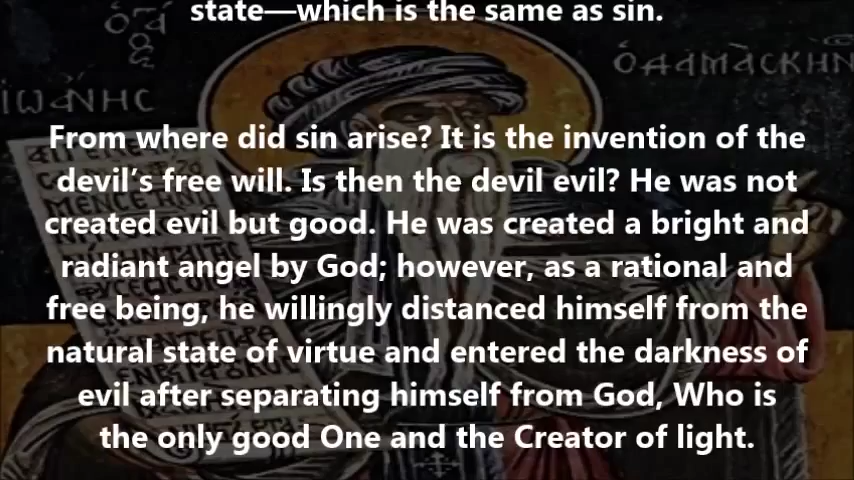 state—which is the same as sin.
ὁ ἅγ
ΙΩΑΝΗC
ὁ ΔΑΜΑCΚΗΝ
From where did sin arise? It is the invention of the
devil’s free will. Is then the devil evil? He was not
created evil but good. He was created a bright and
radiant angel by God; however, as a rational and
free being, he willingly distanced himself from the
natural state of virtue and entered the darkness of
evil after separating himself from God, Who is
the only good One and the Creator of light.